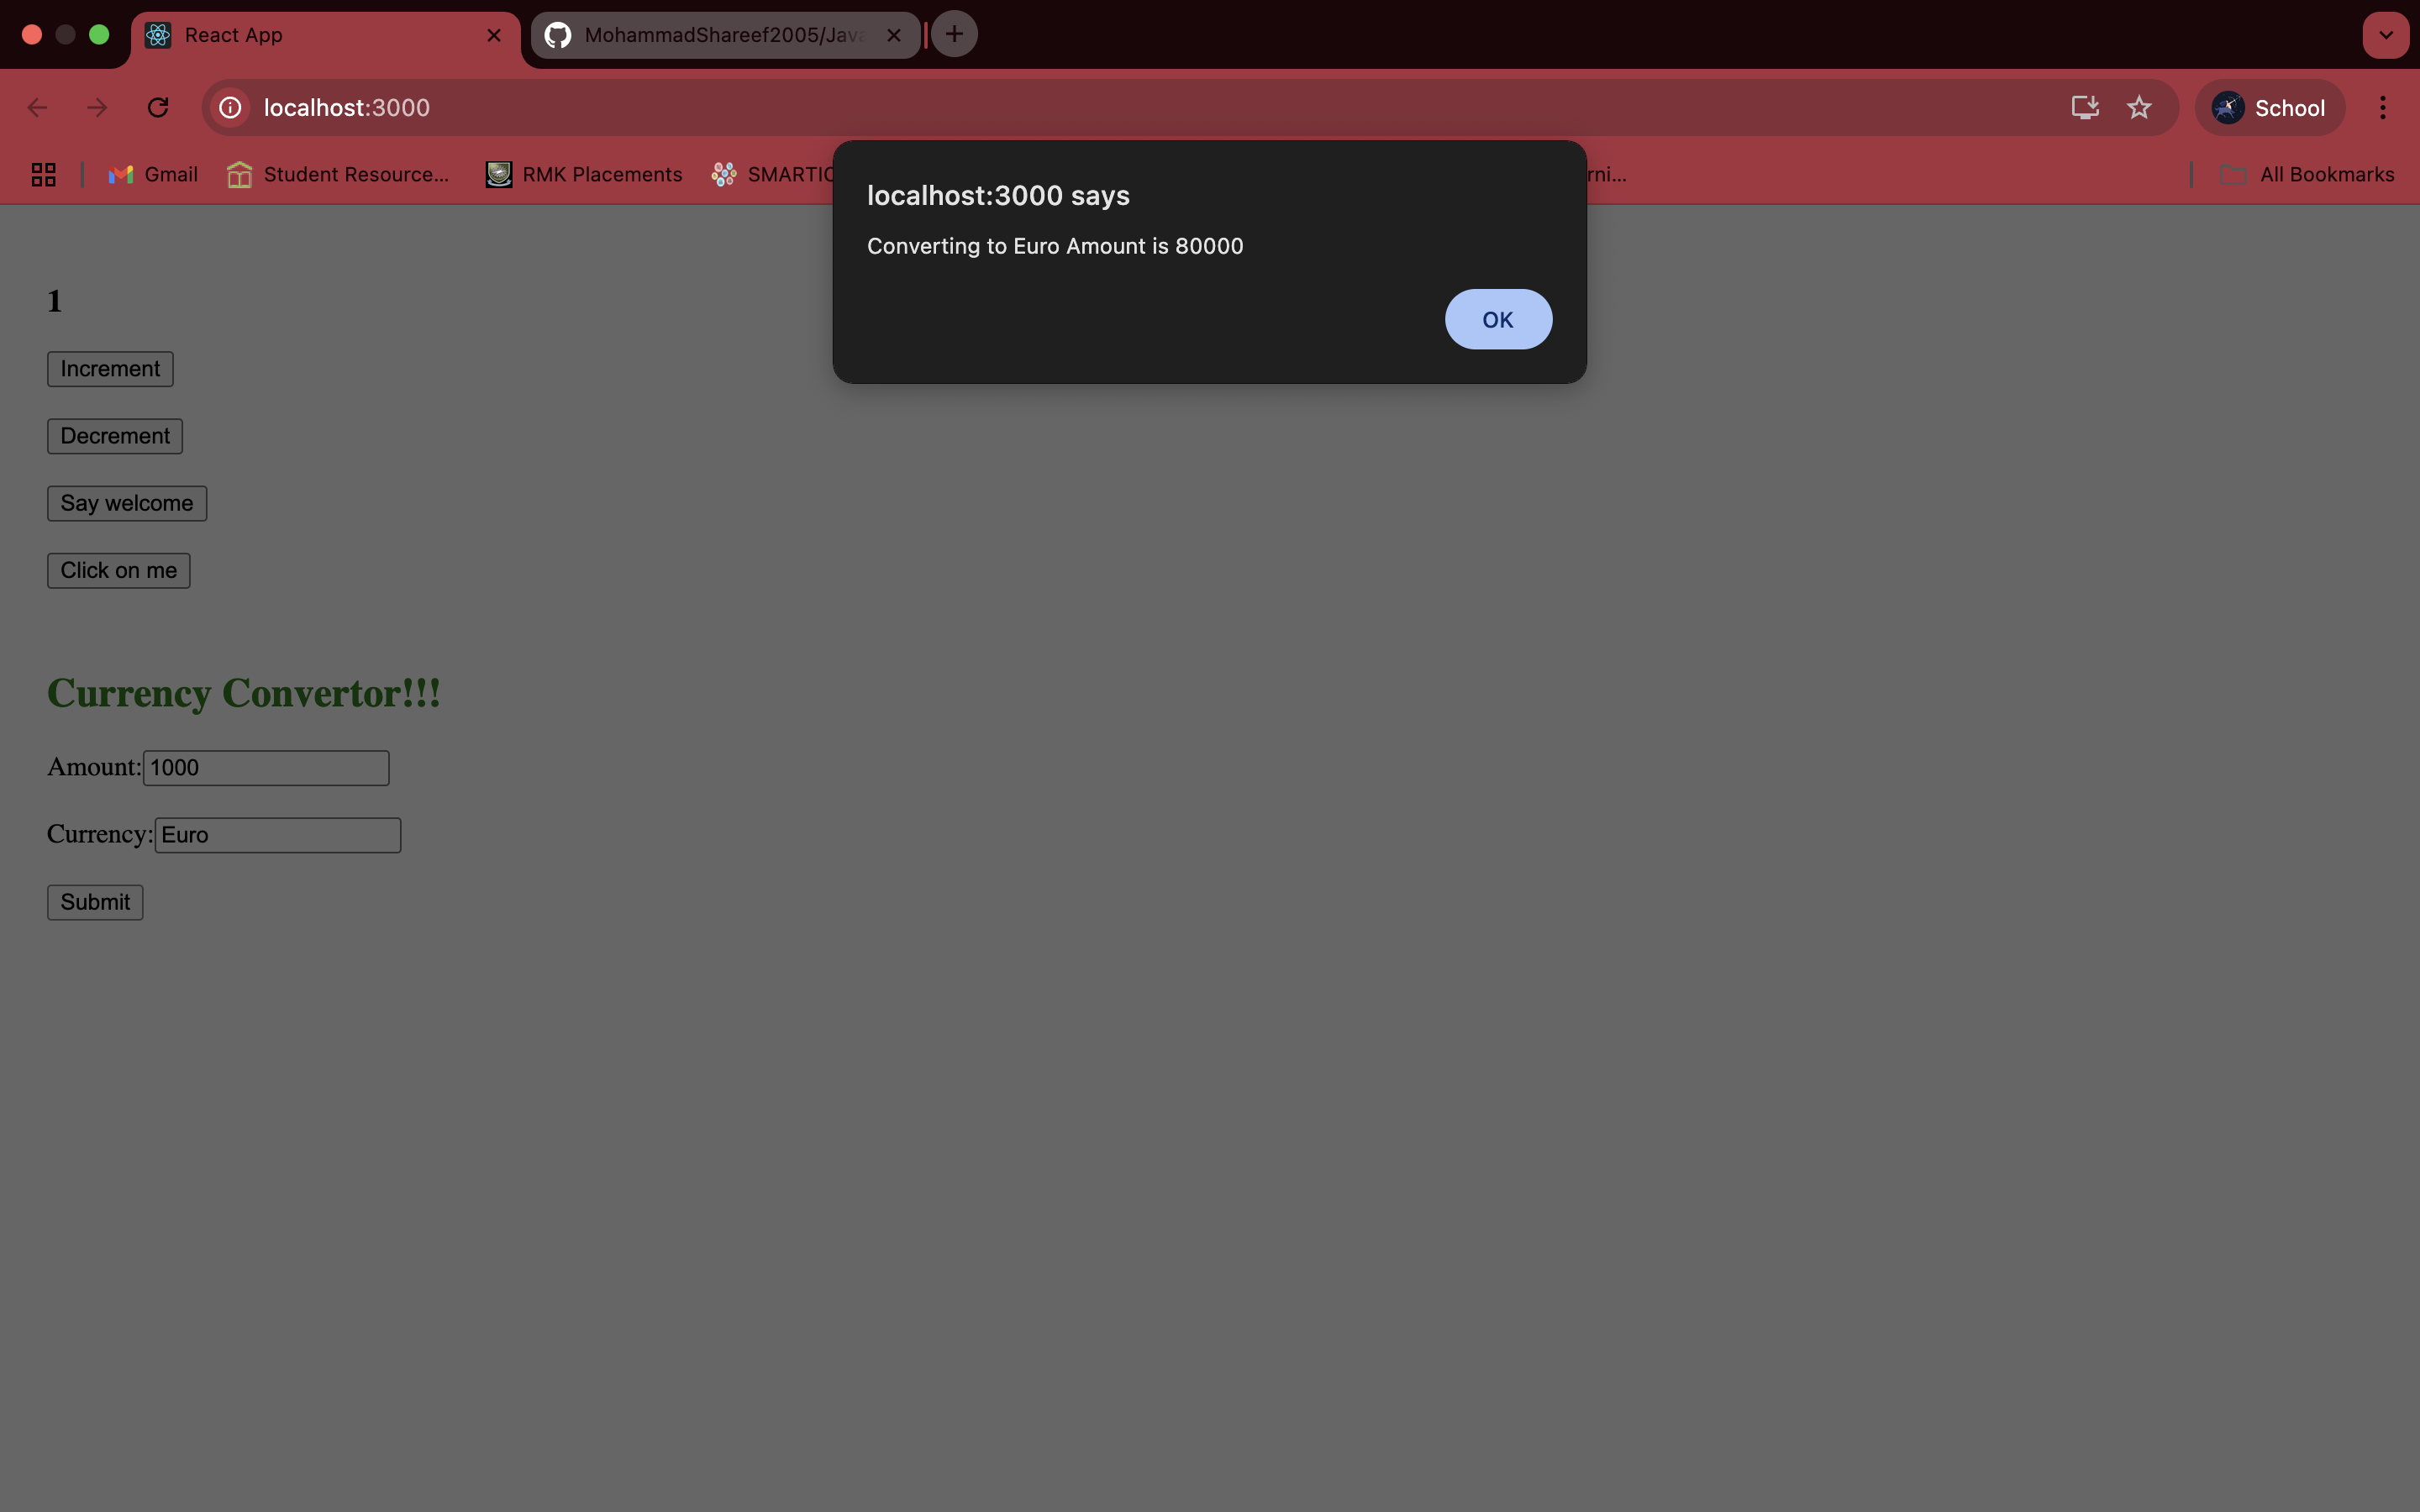 React App
MohammadShareef2005/Java
localhost:3000
School
Gmail
Student Resource...
RMK Placements
SMARTIC
rni...
All Bookmarks
localhost:3000 says
Converting to Euro Amount is 80000
OK
1
Increment
Decrement
Say welcome
Click on me
Currency Convertor!!!
Amount: 1000
Currency: Euro
Submit